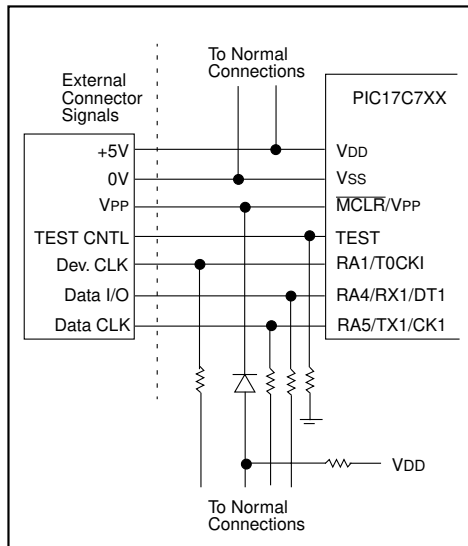 To Normal
Connections
External
Connector
Signals
PIC17C7XX
+5V
VDD
0V
VSS
VPP
MCLR/VPP
TEST CNTL
TEST
Dev. CLK
RA1/T0CKI
Data I/O
RA4/RX1/DT1
Data CLK
RA5/TX1/CK1
VDD
To Normal
Connections